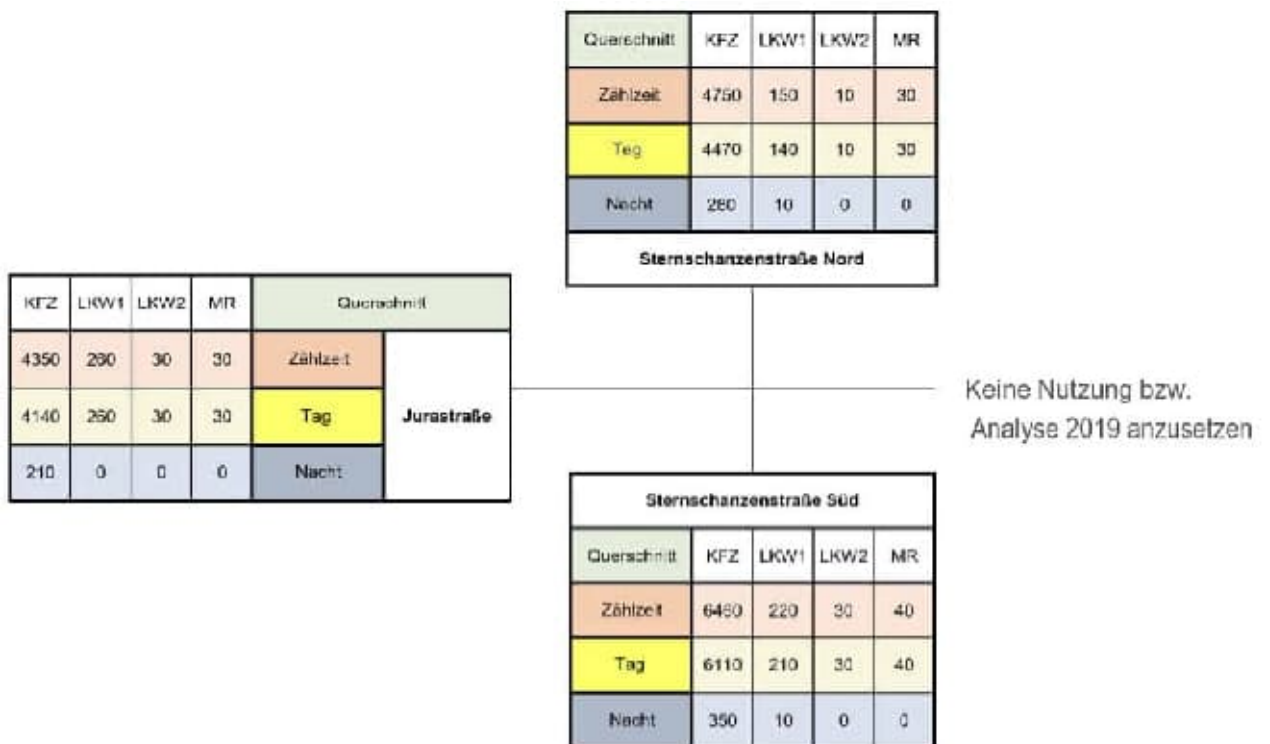 Querschnitt KFZ LKW1 LKW2 MR
Zählzeit 4750 150 10 30
Tag 4470 140 10 30
Nacht 280 10 0 0
Sternschanzenstraße Nord
KFZ LKW1 LKW2 MR Querschnitt
4350 260 30 30 Zählzeit
4140 260 30 30 Tag Jurastraße
210 0 0 0 Nacht
Keine Nutzung bzw.
Analyse 2019 anzusetzen
Sternschanzenstraße Süd
Querschnitt KFZ LKW1 LKW2 MR
Zählzeit 6460 220 30 40
Tag 6110 210 30 40
Nacht 350 10 0 0